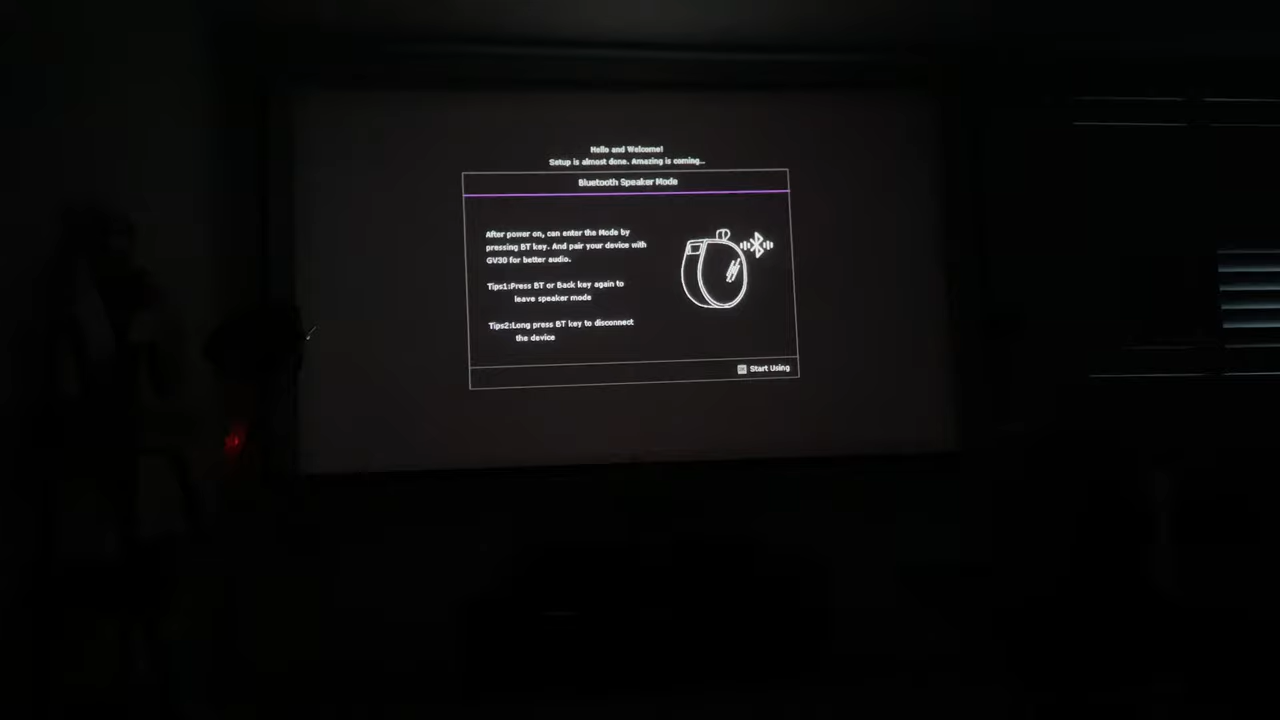 Hello and Welcome!
Setup is almost done. Amazing is coming...
Bluetooth Speaker Mode
After power on, can enter the Mode by
pressing BT key. And pair your device with
GV30 for better audio.
Tips1:Press BT or Back key again to
leave speaker mode
Tips2:Long press BT key to disconnect
the device
Start Using